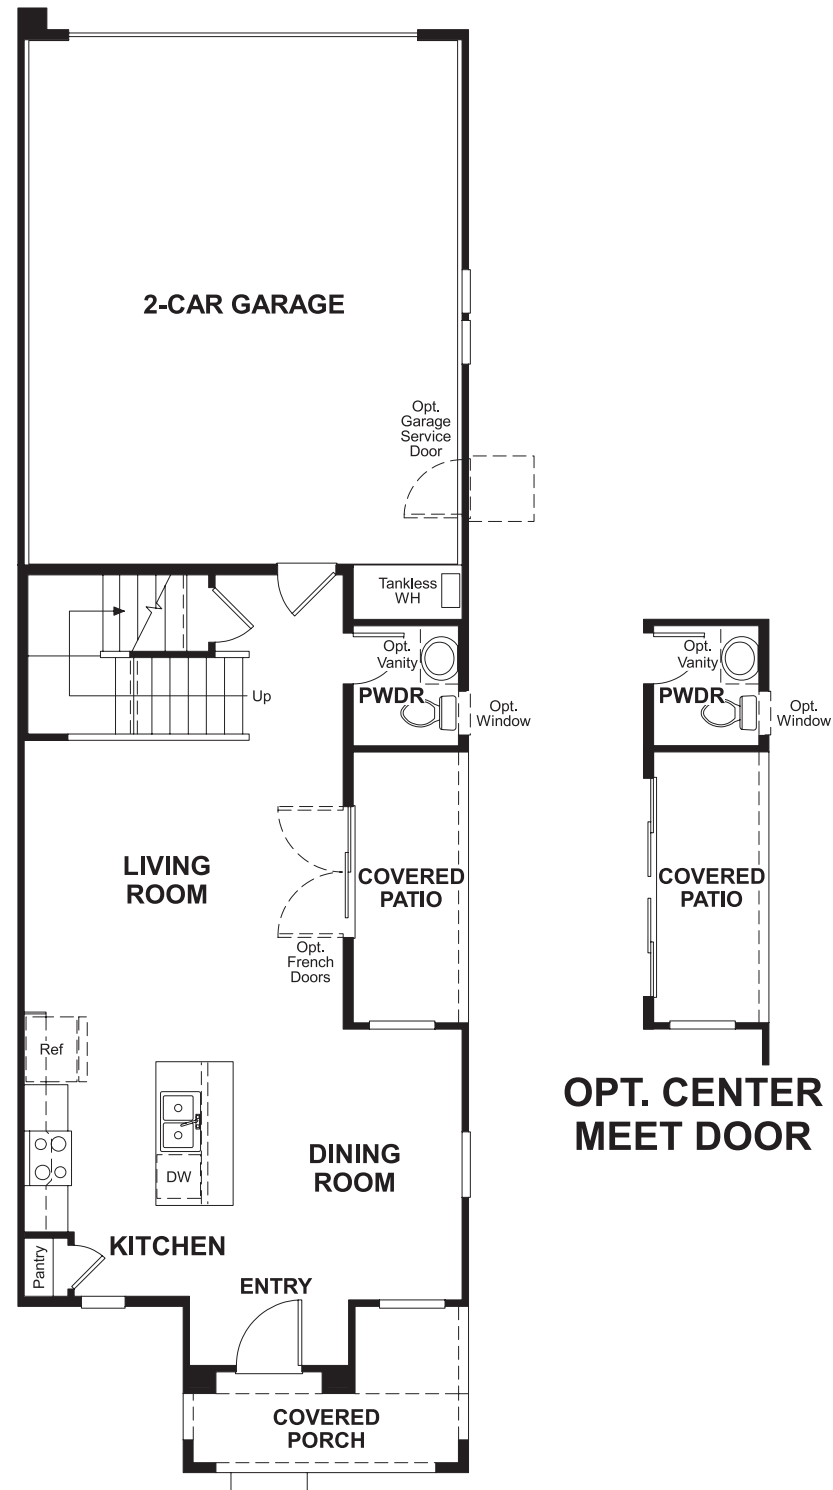 2-CAR GARAGE
Opt.
Garage
Service
Door
Tankless
WH
Opt.
Vanity
PWDR
Opt.
Window
Up
LIVING
ROOM
COVERED
PATIO
Opt.
French
Doors
Ref
DW
DINING
ROOM
KITCHEN
Pantry
ENTRY
COVERED
PORCH
Opt.
Vanity
PWDR
Opt.
Window
COVERED
PATIO
OPT. CENTER
MEET DOOR